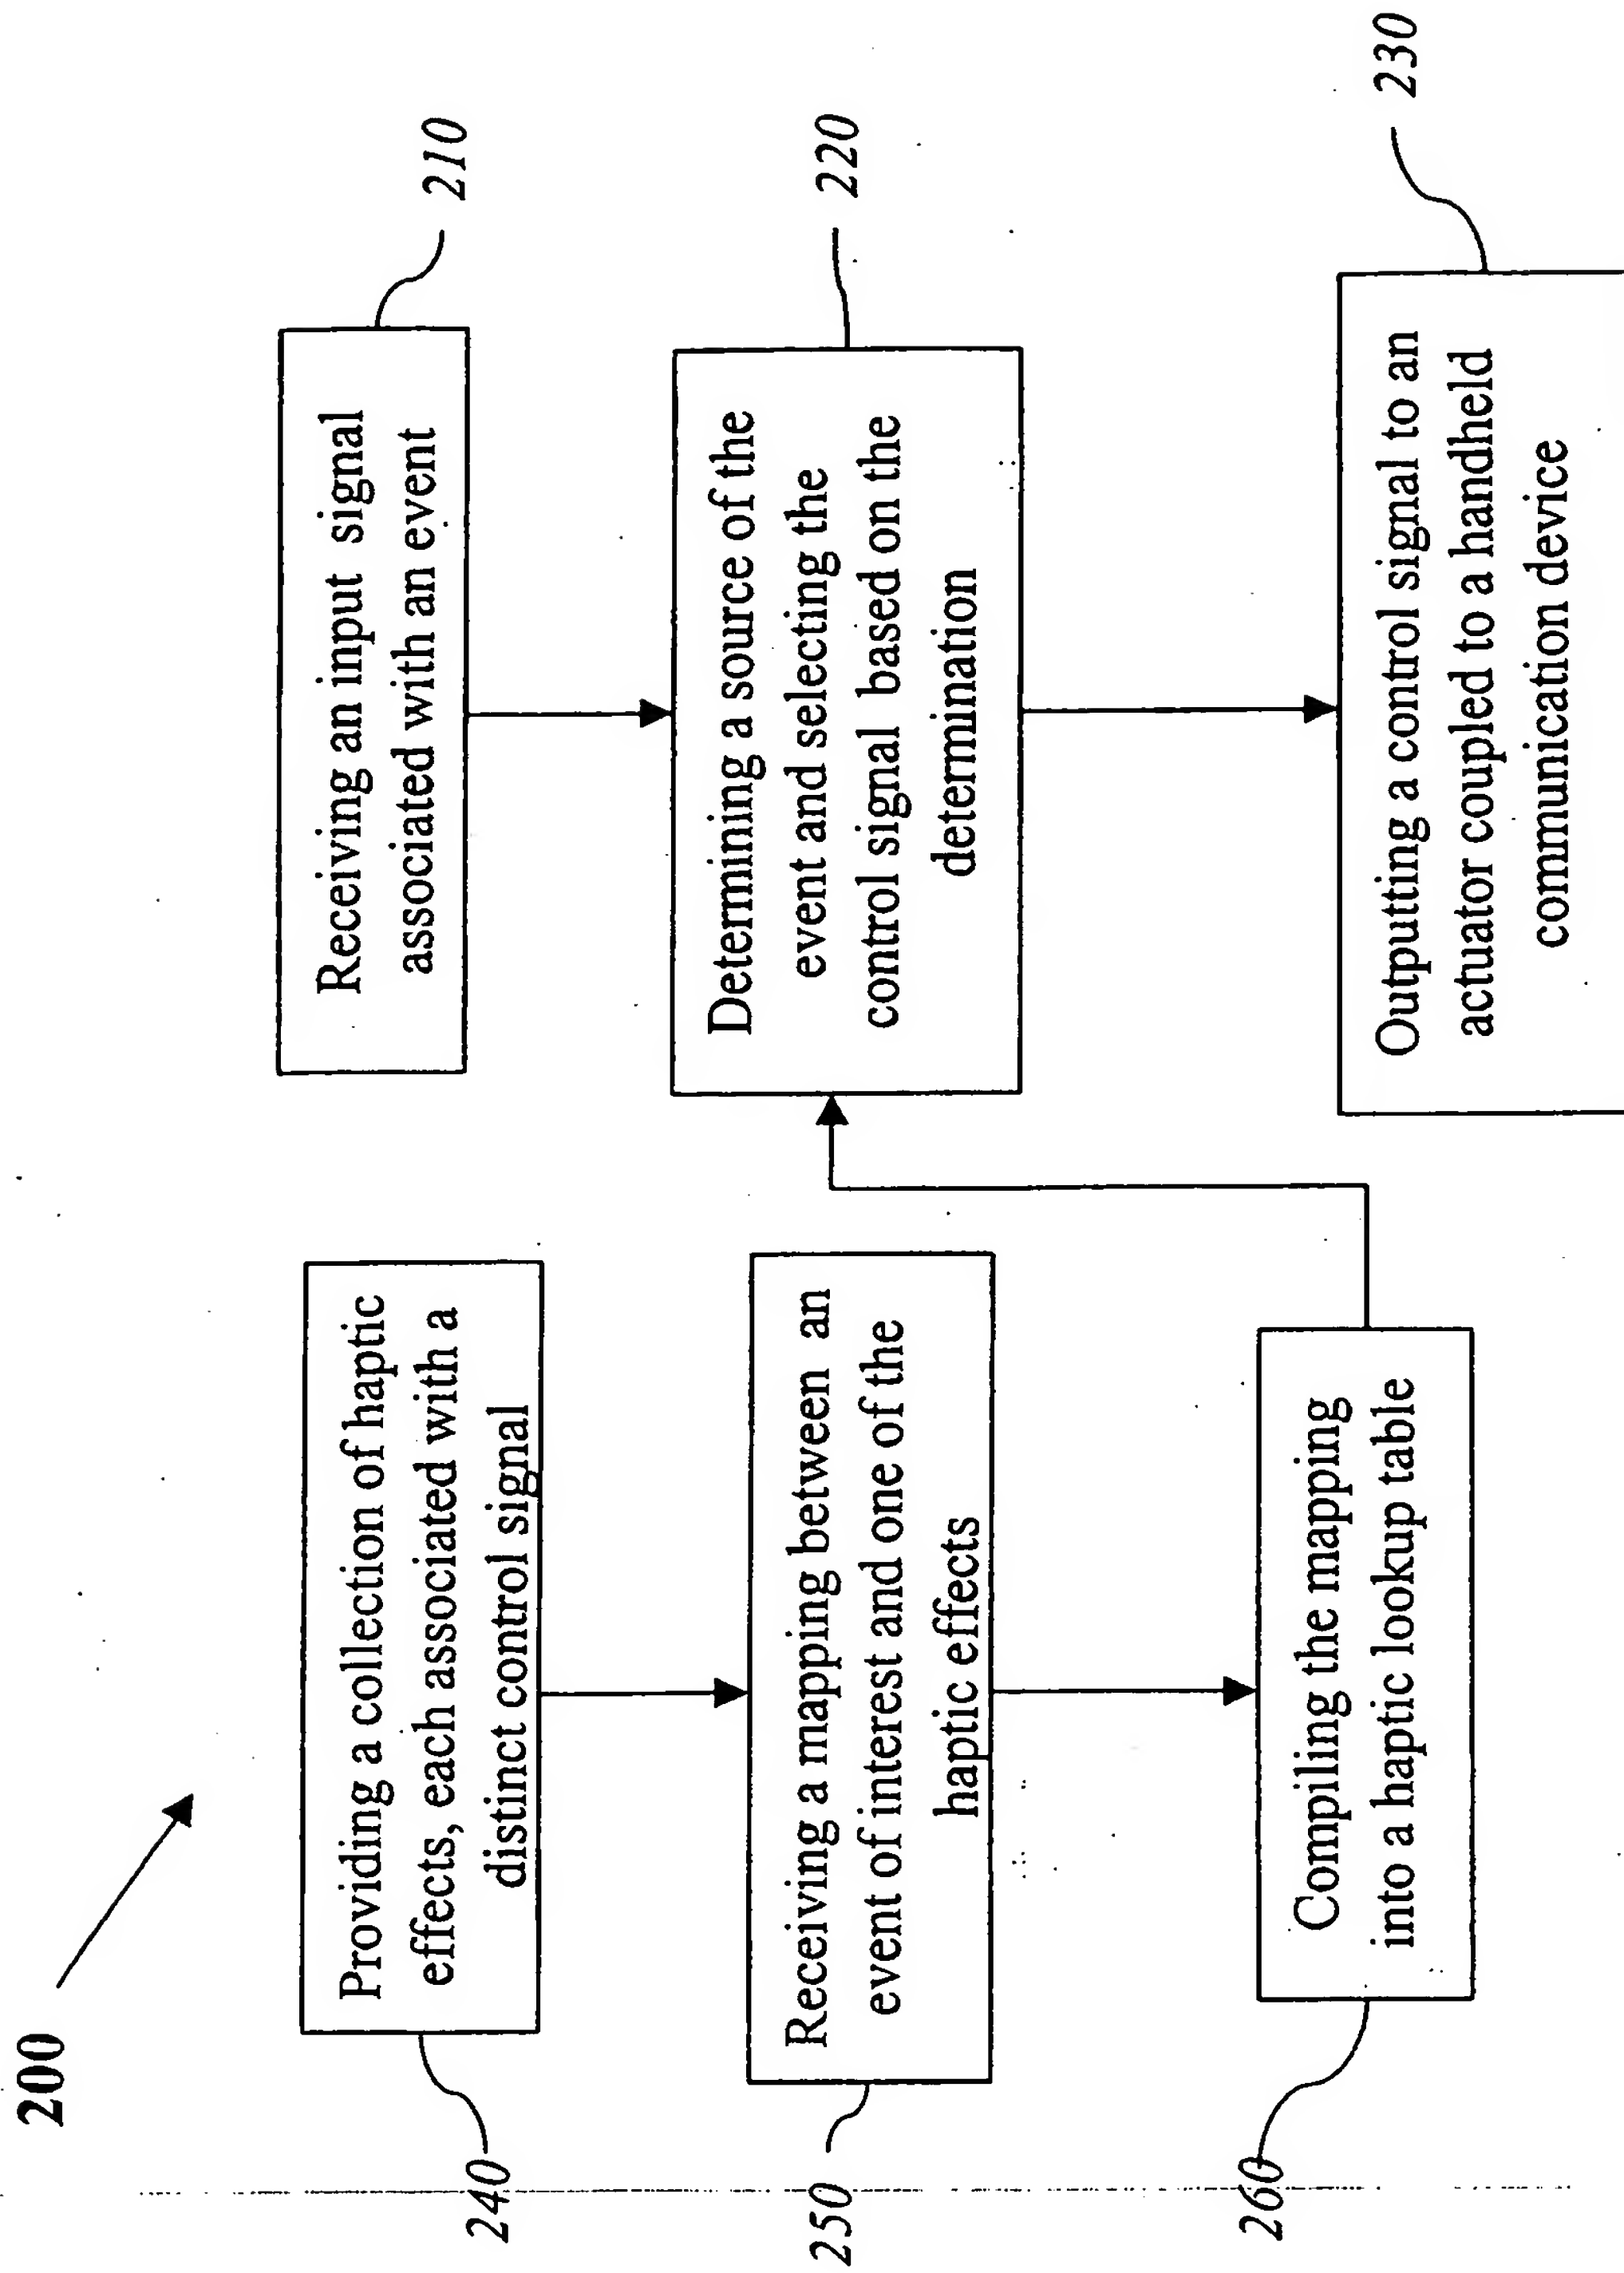 200
240
Providing a collection of haptic
effects, each associated with a
distinct control signal
250
Receiving a mapping between an
event of interest and one of the
haptic effects
260
Compiling the mapping
into a haptic lookup table
Receiving an input signal
associated with an event
210
Determining a source of the
event and selecting the
control signal based on the
determination
220
Outputting a control signal to an
actuator coupled to a handheld
communication device
230